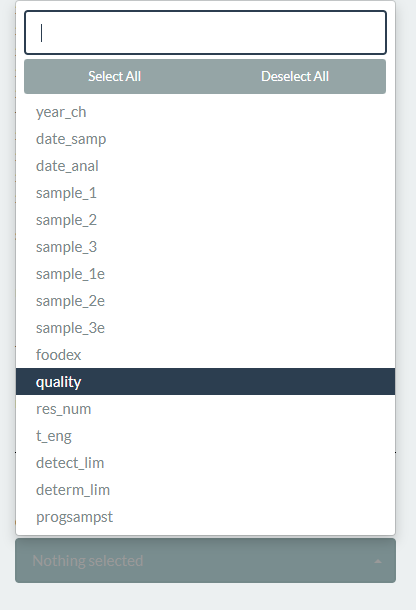 Select All Deselect All
year_ch
date_samp
date_anal
sample_1
sample_2
sample_3
sample_1e
sample_2e
sample_3e
foodex
quality
res_num
t_eng
detect_lim
determ_lim
progsampst
Nothing selected